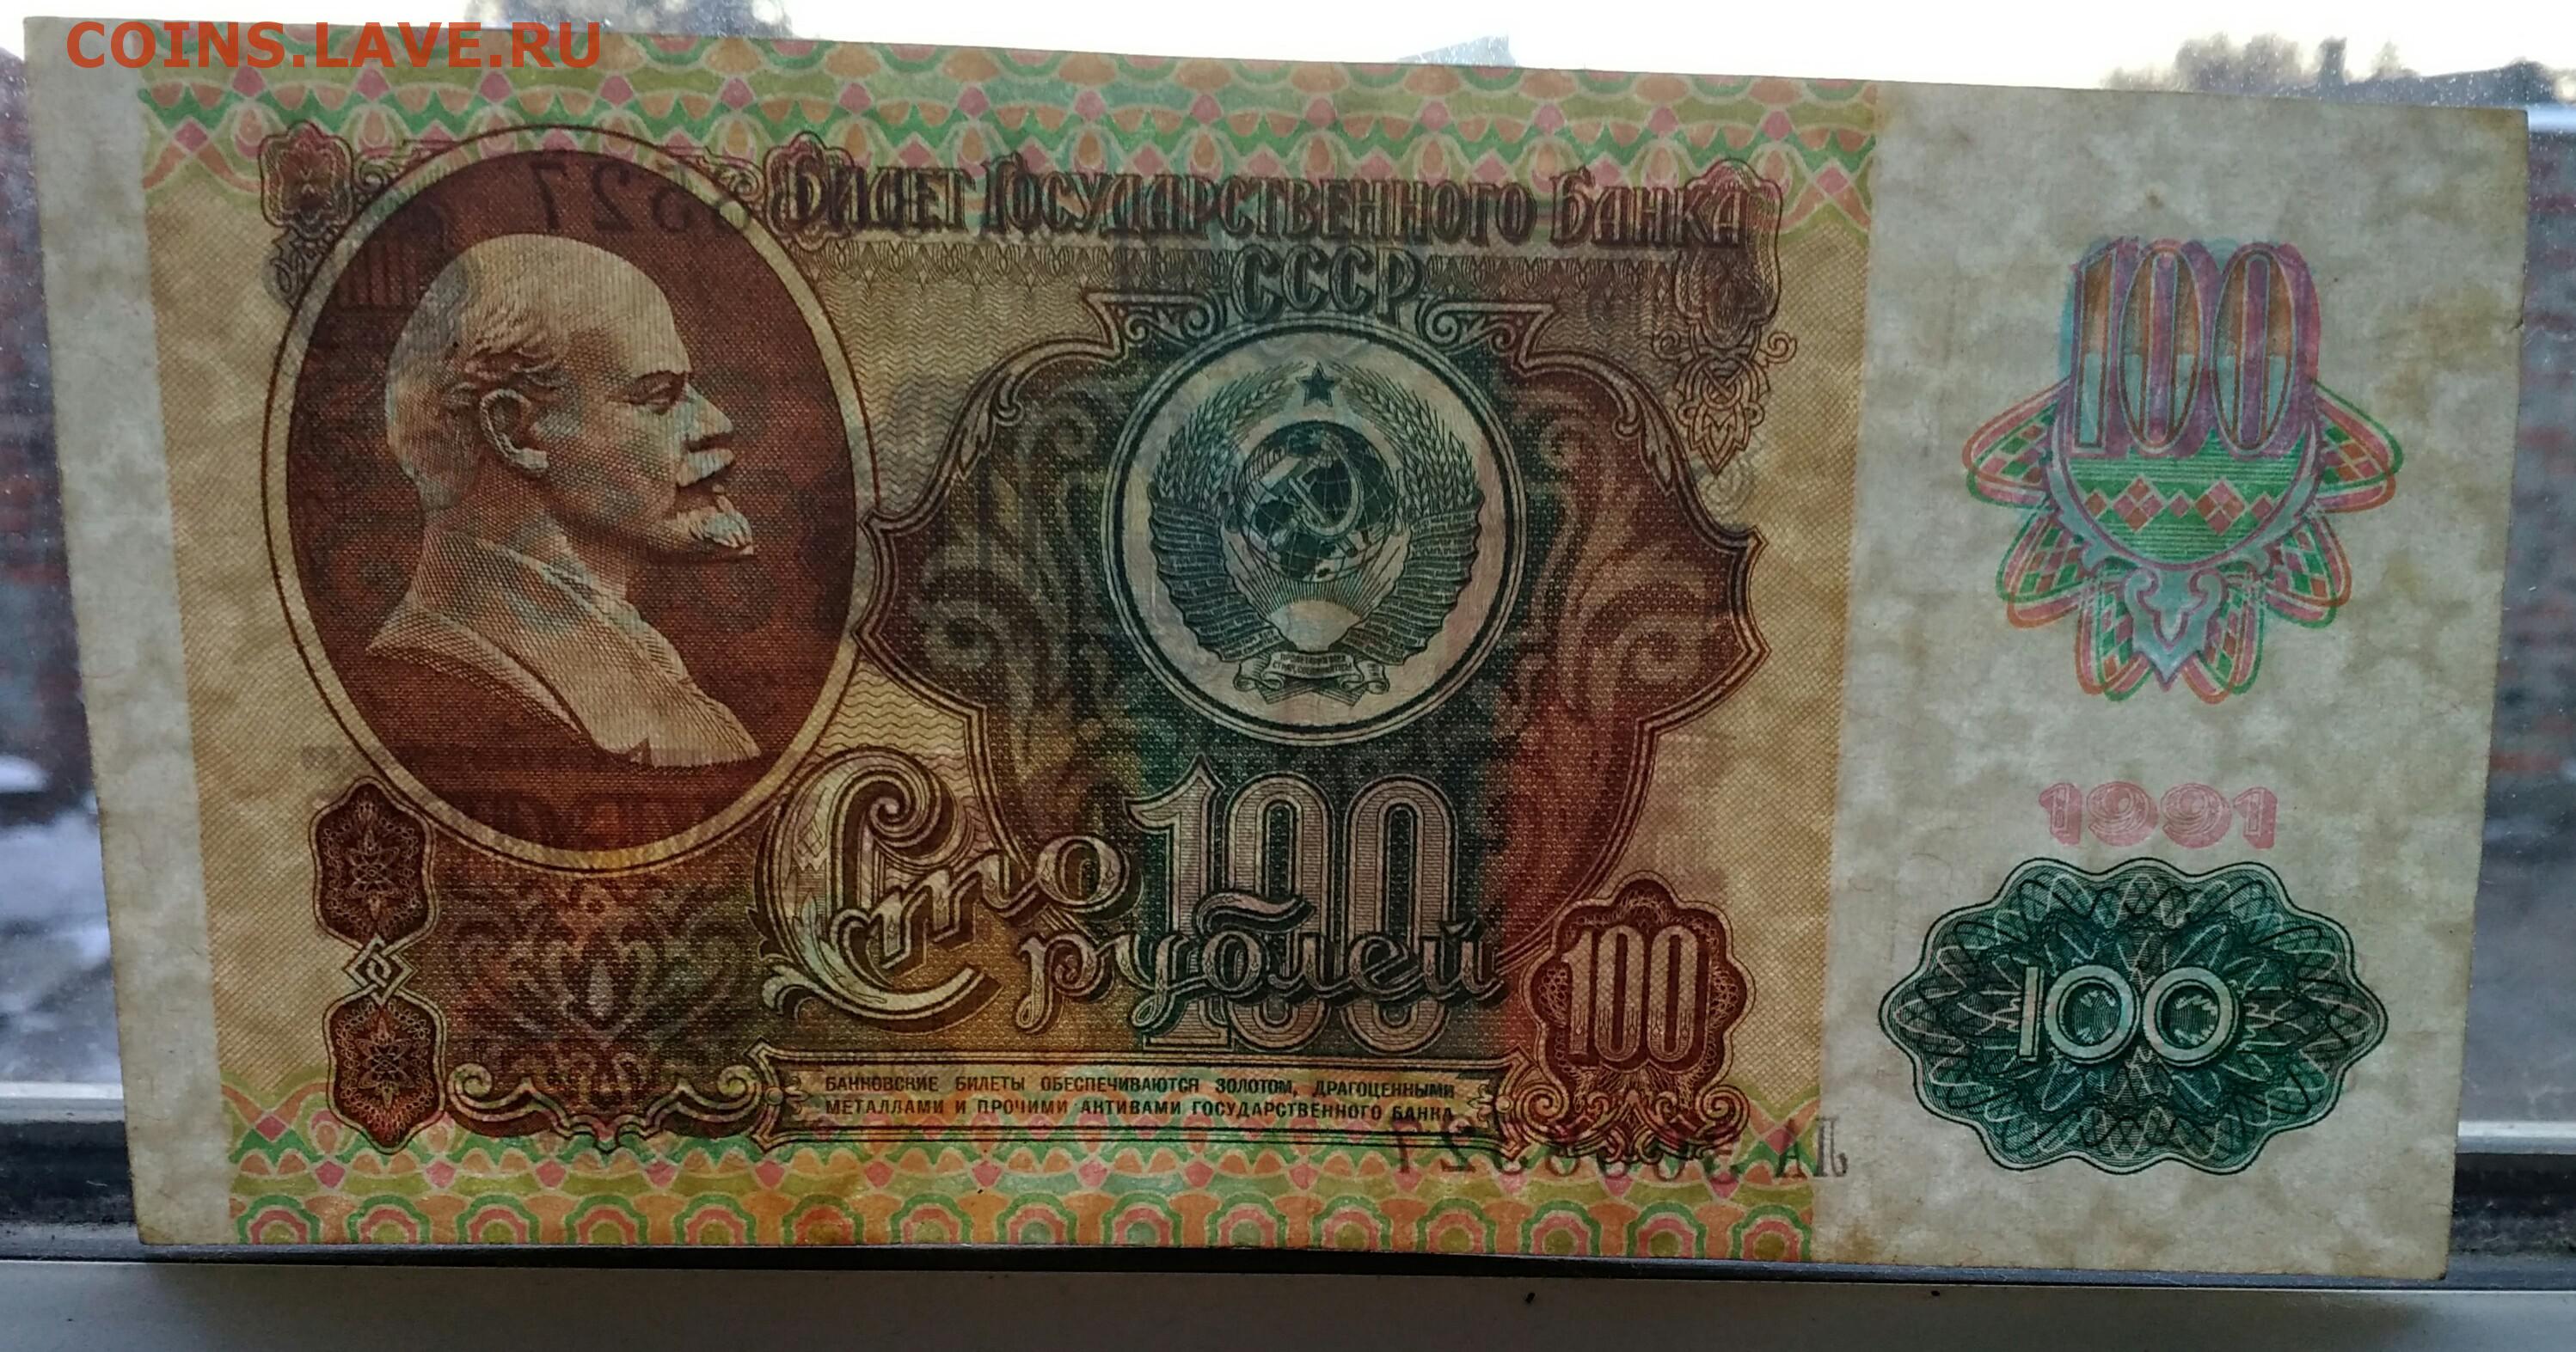 COINS.LAVE.RU
Билет Государственного Банка
СССР
100
1991
Сто 100
рублей
100
100
БАНКОВСКИЕ БИЛЕТЫ ОБЕСПЕЧИВАЮТСЯ ЗОЛОТОМ, ДРАГОЦЕННЫМИ
МЕТАЛЛАМИ И ПРОЧИМИ АКТИВАМИ ГОСУДАРСТВЕННОГО БАНКА